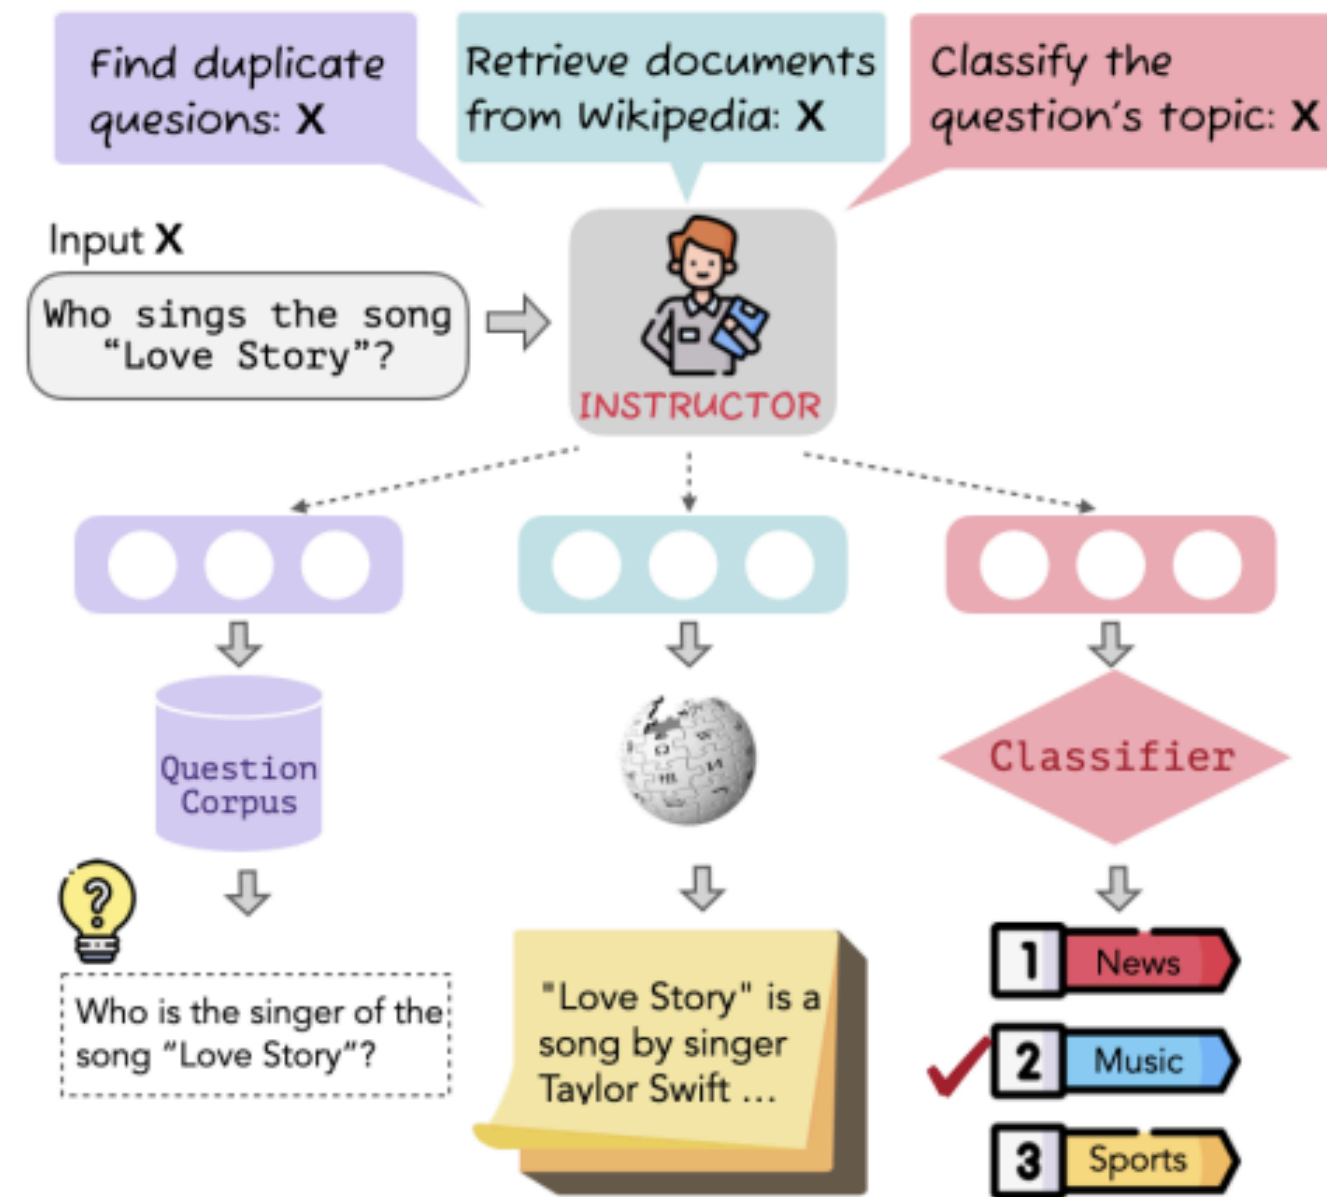 Find duplicate
quesions: X
Retrieve documents
from Wikipedia: X
Classify the
question's topic: X
Input X
Who sings the song
“Love Story”?
INSTRUCTOR
Question
Corpus
Classifier
Who is the singer of the
song “Love Story”?
"Love Story" is a
song by singer
Taylor Swift ...
1 News
2 Music
3 Sports